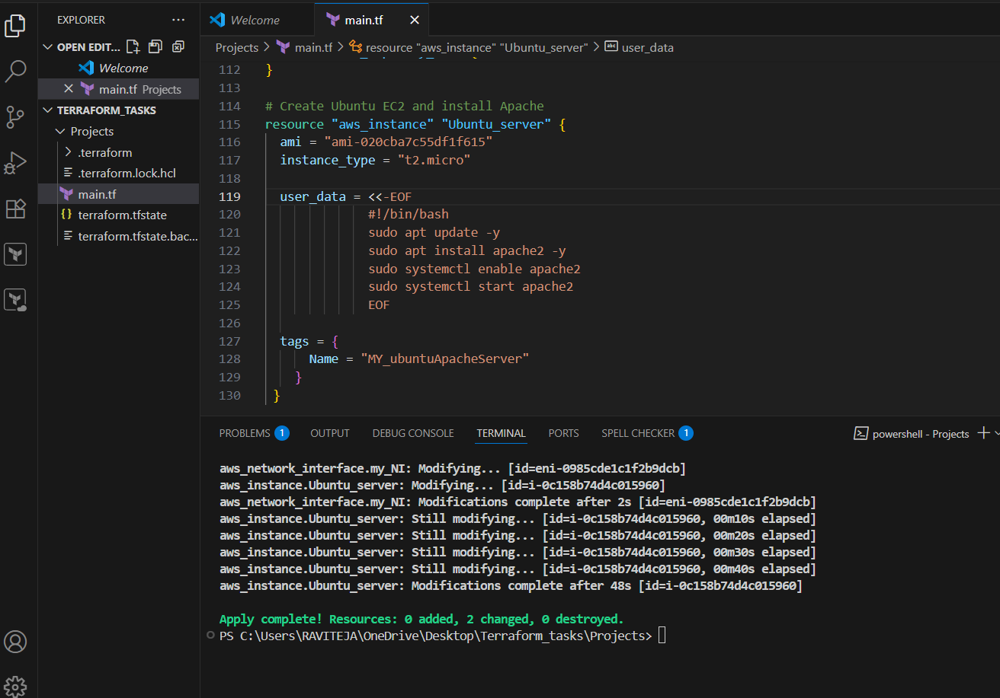 EXPLORER ...
OPEN EDIT...
Welcome
main.tf Projects
TERRAFORM_TASKS
Projects
.terraform
.terraform.lock.hcl
main.tf
{} terraform.tfstate
terraform.tfstate.bac...
Welcome
main.tf
Projects > main.tf > resource "aws_instance" "Ubuntu_server" > abc user_data
112 }
113
114 # Create Ubuntu EC2 and install Apache
115 resource "aws_instance" "Ubuntu_server" {
116 ami = "ami-020cba7c55df1f615"
117 instance_type = "t2.micro"
118
119 user_data = <<-EOF
120 #!/bin/bash
121 sudo apt update -y
122 sudo apt install apache2 -y
123 sudo systemctl enable apache2
124 sudo systemctl start apache2
125 EOF
126
127 tags = {
128 Name = "MY_ubuntuApacheServer"
129 }
130 }
PROBLEMS 1 OUTPUT DEBUG CONSOLE TERMINAL PORTS SPELL CHECKER 1 powershell - Projects
aws_network_interface.my_NI: Modifying... [id=eni-0985cde1c1f2b9dcb]
aws_instance.Ubuntu_server: Modifying... [id=i-0c158b74d4c015960]
aws_network_interface.my_NI: Modifications complete after 2s [id=eni-0985cde1c1f2b9dcb]
aws_instance.Ubuntu_server: Still modifying... [id=i-0c158b74d4c015960, 00m10s elapsed]
aws_instance.Ubuntu_server: Still modifying... [id=i-0c158b74d4c015960, 00m20s elapsed]
aws_instance.Ubuntu_server: Still modifying... [id=i-0c158b74d4c015960, 00m30s elapsed]
aws_instance.Ubuntu_server: Still modifying... [id=i-0c158b74d4c015960, 00m40s elapsed]
aws_instance.Ubuntu_server: Modifications complete after 48s [id=i-0c158b74d4c015960]
Apply complete! Resources: 0 added, 2 changed, 0 destroyed.
PS C:\Users\RAVITEJA\OneDrive\Desktop\Terraform_tasks\Projects>